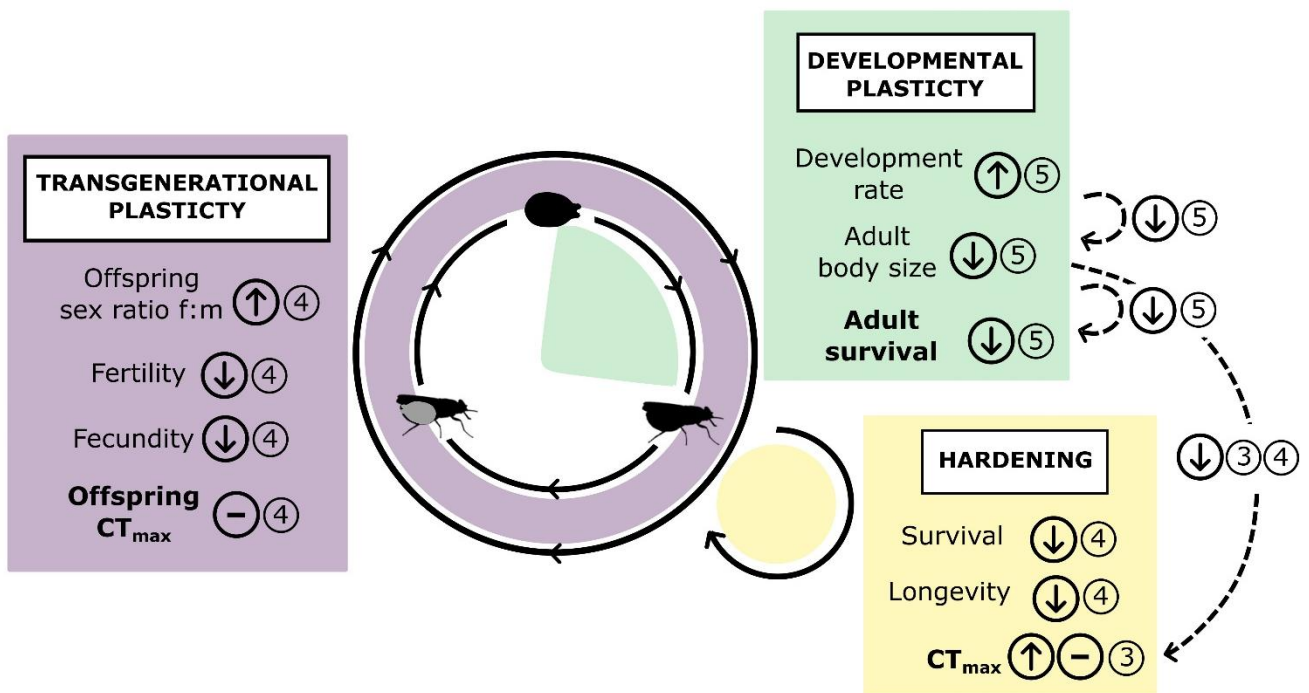 TRANSGENERATIONAL
PLASTICTY
Offspring
sex ratio f:m ↑ 4
Fertility ↓ 4
Fecundity ↓ 4
Offspring
CTmax − 4
DEVELOPMENTAL
PLASTICTY
Development
rate ↑ 5
Adult
body size ↓ 5
Adult
survival ↓ 5
↓ 5
↓ 5
↓ 3 4
HARDENING
Survival ↓ 4
Longevity ↓ 4
CTmax ↑ − 3